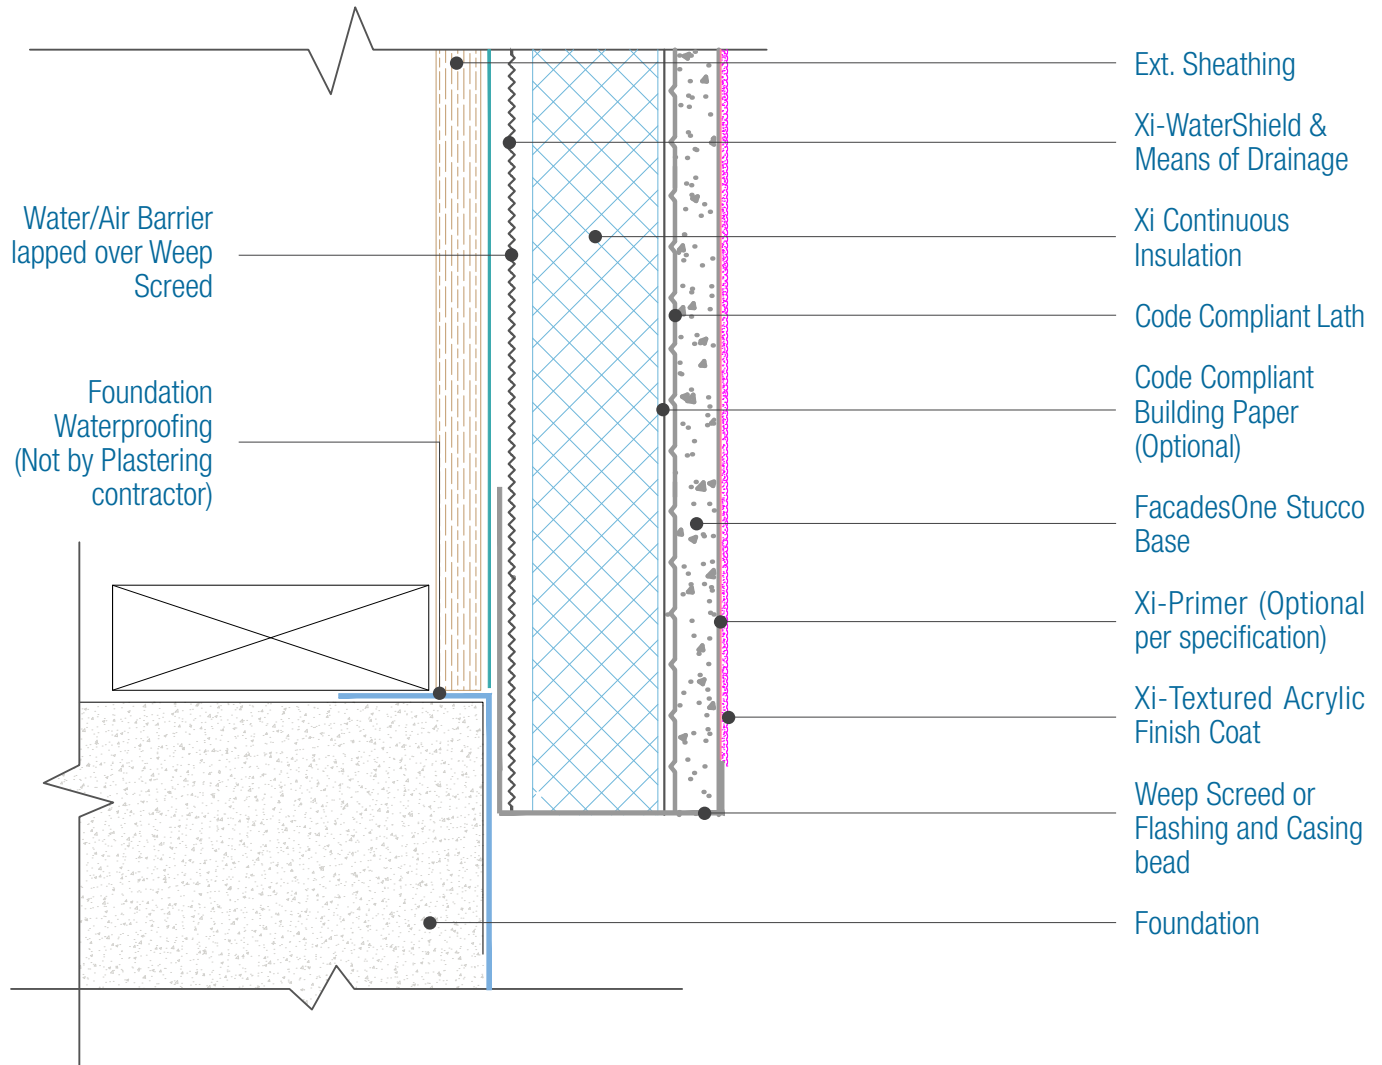 Water/Air Barrier
lapped over Weep
Screed
Foundation
Waterproofing
(Not by Plastering
contractor)
Ext. Sheathing
Xi-WaterShield &
Means of Drainage
Xi Continuous
Insulation
Code Compliant Lath
Code Compliant
Building Paper
(Optional)
FacadesOne Stucco
Base
Xi-Primer (Optional
per specification)
Xi-Textured Acrylic
Finish Coat
Weep Screed or
Flashing and Casing
bead
Foundation